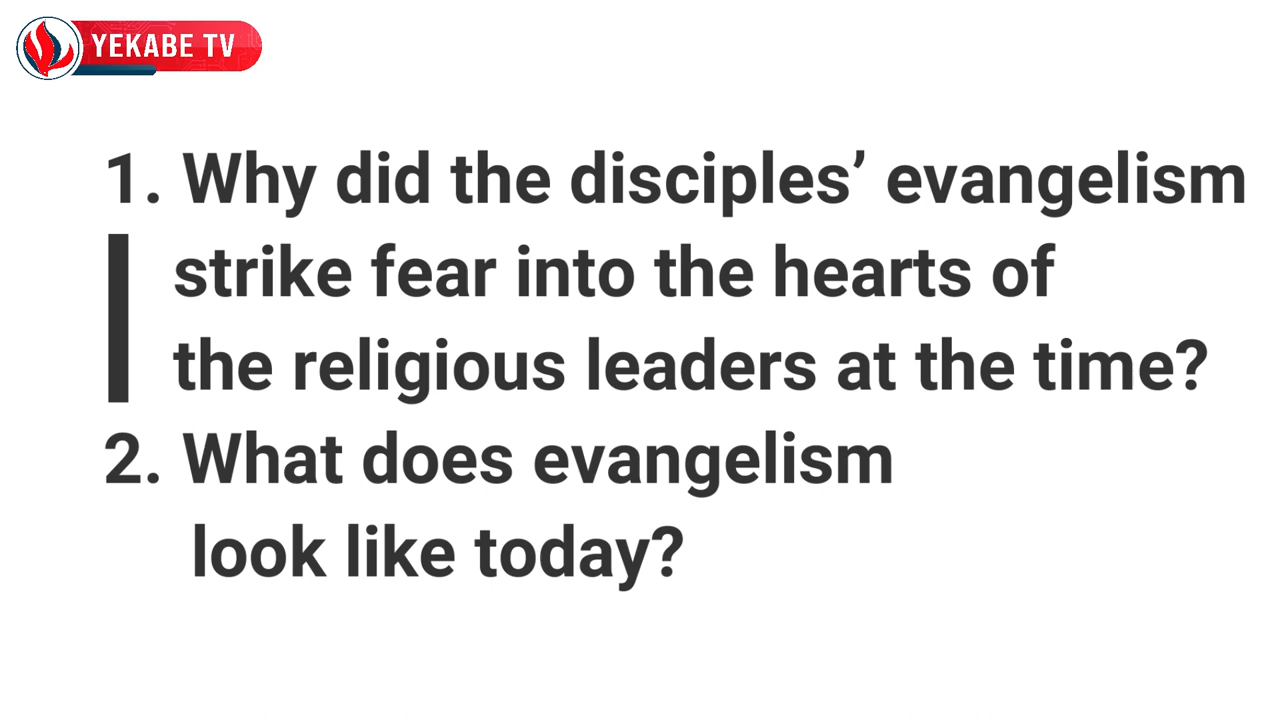 YEKABE TV
1. Why did the disciples’ evangelism
strike fear into the hearts of
the religious leaders at the time?
2. What does evangelism
look like today?